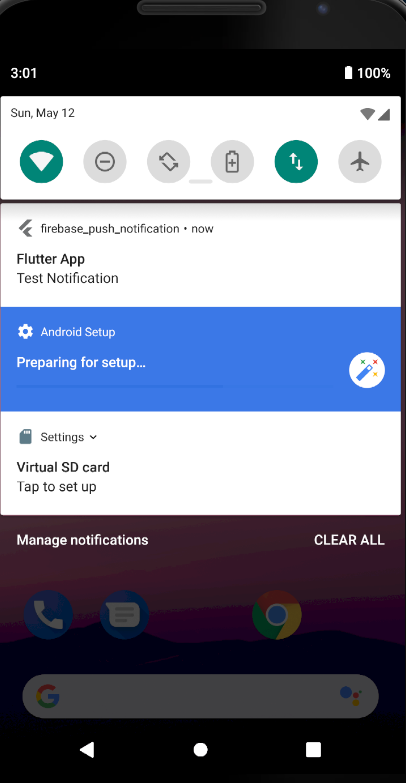 3:01
100%
Sun, May 12
firebase_push_notification • now
Flutter App
Test Notification
Android Setup
Preparing for setup...
Settings
Virtual SD card
Tap to set up
Manage notifications
CLEAR ALL
G